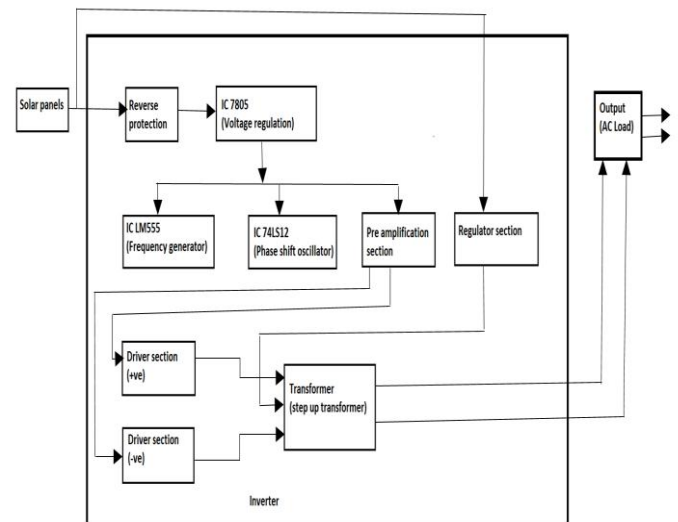 Solar panels
Reverse
protection
IC 7805
(Voltage regulation)
Output
(AC Load)
IC LM555
(Frequency generator)
IC 74LS12
(Phase shift oscillator)
Pre amplification
section
Regulator section
Driver section
(+ve)
Transformer
(step up transformer)
Driver section
(-ve)
Inverter